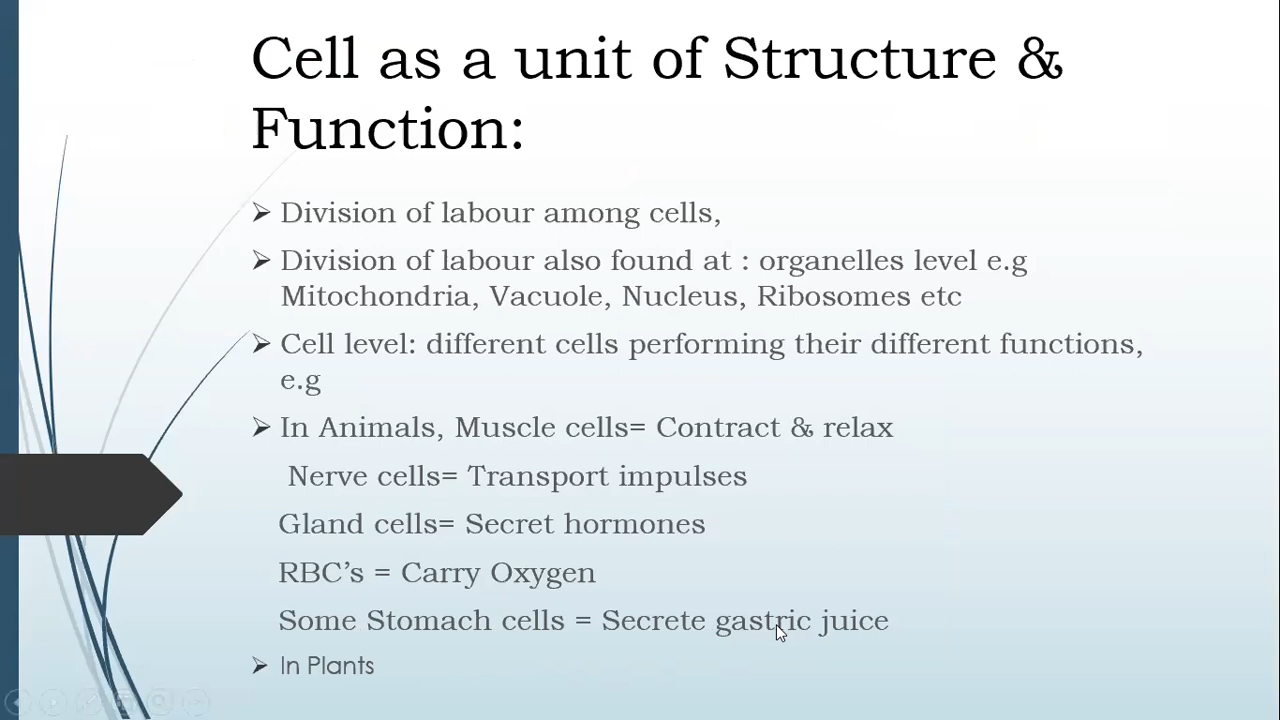 Cell as a unit of Structure &
Function:
Division of labour among cells,
Division of labour also found at : organelles level e.g
Mitochondria, Vacuole, Nucleus, Ribosomes etc
Cell level: different cells performing their different functions,
e.g
In Animals, Muscle cells= Contract & relax
Nerve cells= Transport impulses
Gland cells= Secret hormones
RBC’s = Carry Oxygen
Some Stomach cells = Secrete gastric juice
In Plants